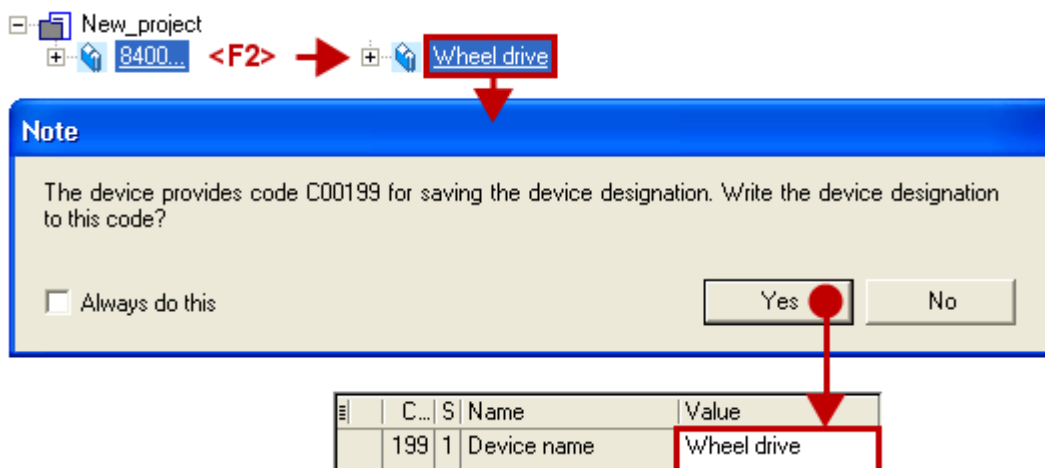 New_project
8400... <F2> Wheel drive
Note
The device provides code C00199 for saving the device designation. Write the device designation
to this code?
Always do this
Yes No
C... S Name Value
199 1 Device name Wheel drive